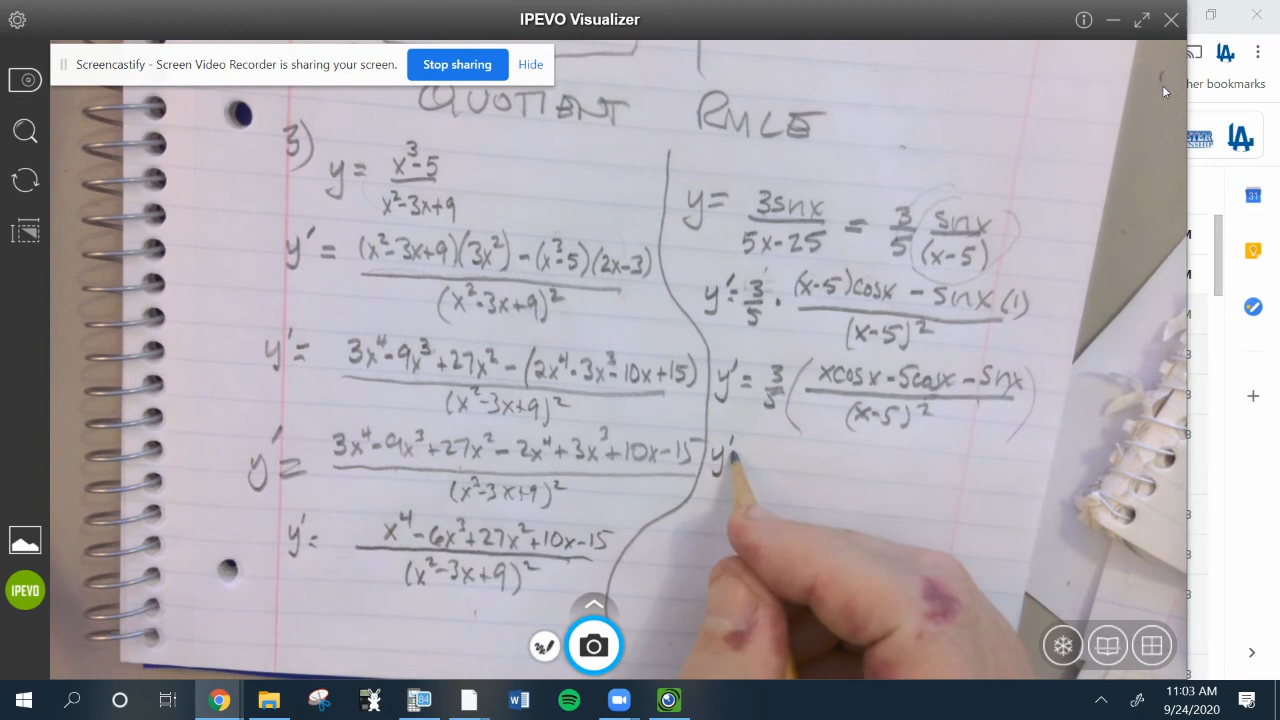 IPEVO Visualizer
Screencastify - Screen Video Recorder is sharing your screen.
Stop sharing
Hide
her bookmarks
QUOTIENT RULE
3)
y = x³-5 / x²-3x+9
y' = (x²-3x+9)(3x²) - (x³-5)(2x-3) / (x²-3x+9)²
y' = 3x⁴-9x³+27x² - (2x⁴-3x³-10x+15) / (x²-3x+9)²
y' = 3x⁴-9x³+27x²-2x⁴+3x³+10x-15 / (x²-3x+9)²
y' = x⁴-6x³+27x²+10x-15 / (x²-3x+9)²
y = 3sinx / 5x-25 = 3/5 sinx / (x-5)
y' = 3/5 · (x-5)cosx - sinx(1) / (x-5)²
y' = 3/5 (xcosx-5cosx-sinx / (x-5)²)
y'
IPEVO
LA
LA
31
11:03 AM
9/24/2020